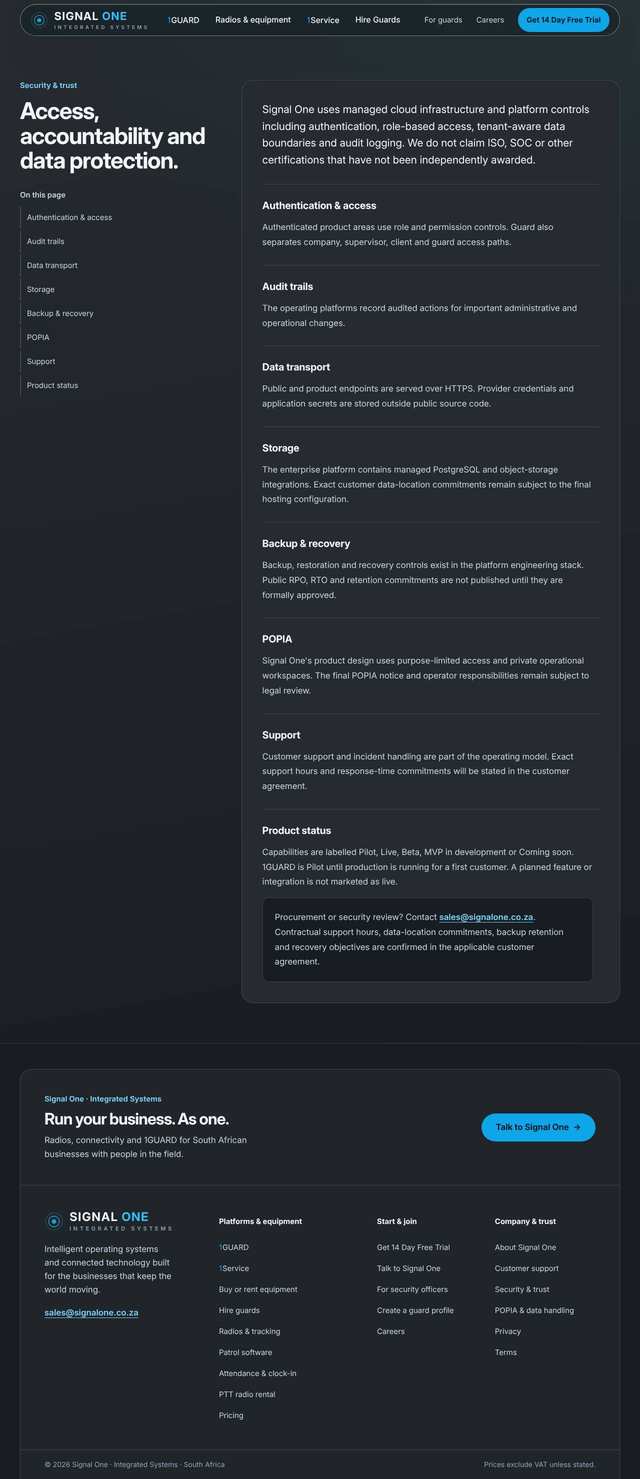 SIGNAL ONE
INTEGRATED SYSTEMS
1GUARD
Radios & equipment
1Service
Hire Guards
For guards
Careers
Get 14 Day Free Trial
Security & trust
Access,
accountability and
data protection.
On this page
Authentication & access
Audit trails
Data transport
Storage
Backup & recovery
POPIA
Support
Product status
Signal One uses managed cloud infrastructure and platform controls
including authentication, role-based access, tenant-aware data
boundaries and audit logging. We do not claim ISO, SOC or other
certifications that have not been independently awarded.
Authentication & access
Authenticated product areas use role and permission controls. Guard also
separates company, supervisor, client and guard access paths.
Audit trails
The operating platforms record audited actions for important administrative and
operational changes.
Data transport
Public and product endpoints are served over HTTPS. Provider credentials and
application secrets are stored outside public source code.
Storage
The enterprise platform contains managed PostgreSQL and object-storage
integrations. Exact customer data-location commitments remain subject to the final
hosting configuration.
Backup & recovery
Backup, restoration and recovery controls exist in the platform engineering stack.
Public RPO, RTO and retention commitments are not published until they are
formally approved.
POPIA
Signal One's product design uses purpose-limited access and private operational
workspaces. The final POPIA notice and operator responsibilities remain subject to
legal review.
Support
Customer support and incident handling are part of the operating model. Exact
support hours and response-time commitments will be stated in the customer
agreement.
Product status
Capabilities are labelled Pilot, Live, Beta, MVP in development or Coming soon.
1GUARD is Pilot until production is running for a first customer. A planned feature or
integration is not marketed as live.
Procurement or security review? Contact sales@signalone.co.za.
Contractual support hours, data-location commitments, backup retention
and recovery objectives are confirmed in the applicable customer
agreement.
Signal One · Integrated Systems
Run your business. As one.
Radios, connectivity and 1GUARD for South African
businesses with people in the field.
Talk to Signal One →
SIGNAL ONE
INTEGRATED SYSTEMS
Intelligent operating systems
and connected technology built
for the businesses that keep the
world moving.
sales@signalone.co.za
Platforms & equipment
1GUARD
1Service
Buy or rent equipment
Hire guards
Radios & tracking
Patrol software
Attendance & clock-in
PTT radio rental
Pricing
Start & join
Get 14 Day Free Trial
Talk to Signal One
For security officers
Create a guard profile
Careers
Company & trust
About Signal One
Customer support
Security & trust
POPIA & data handling
Privacy
Terms
© 2026 Signal One · Integrated Systems · South Africa
Prices exclude VAT unless stated.